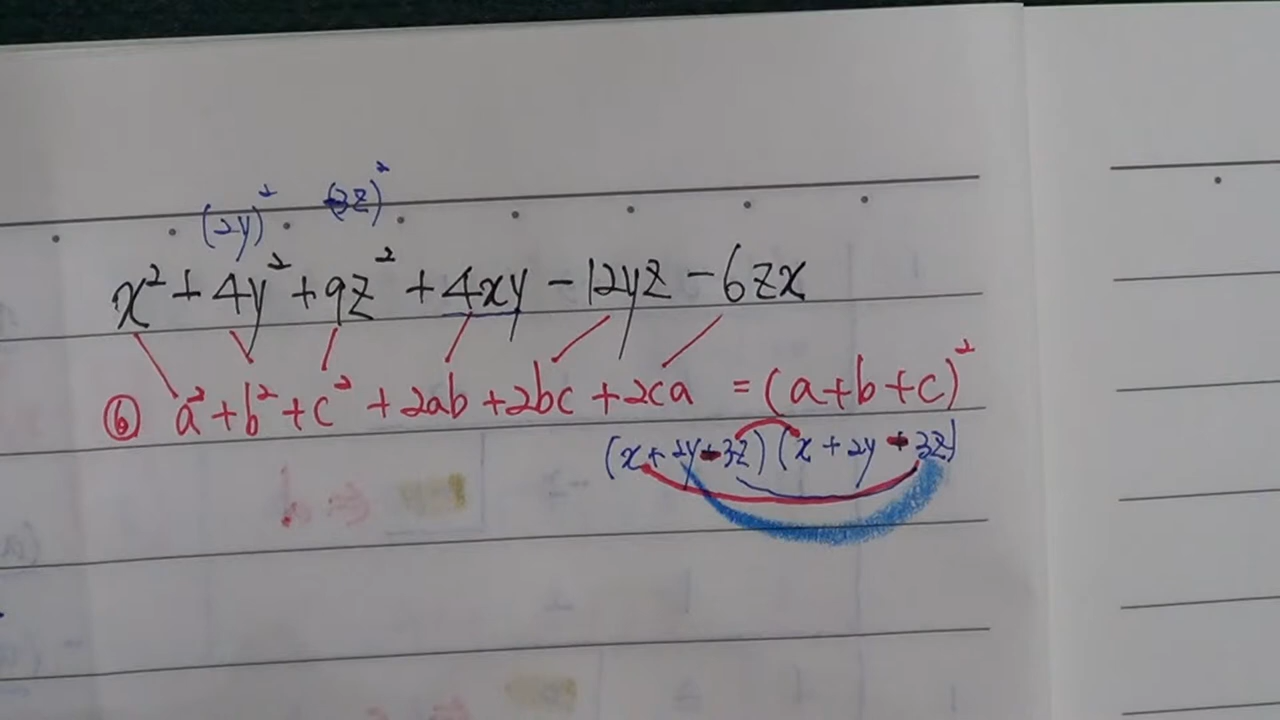 (2y)² (3z)²
x² + 4y² + 9z² + 4xy - 12yz - 6zx
⑥ a² + b² + c² + 2ab + 2bc + 2ca = (a+b+c)²
(x + 2y - 3z)(x + 2y - 3z)